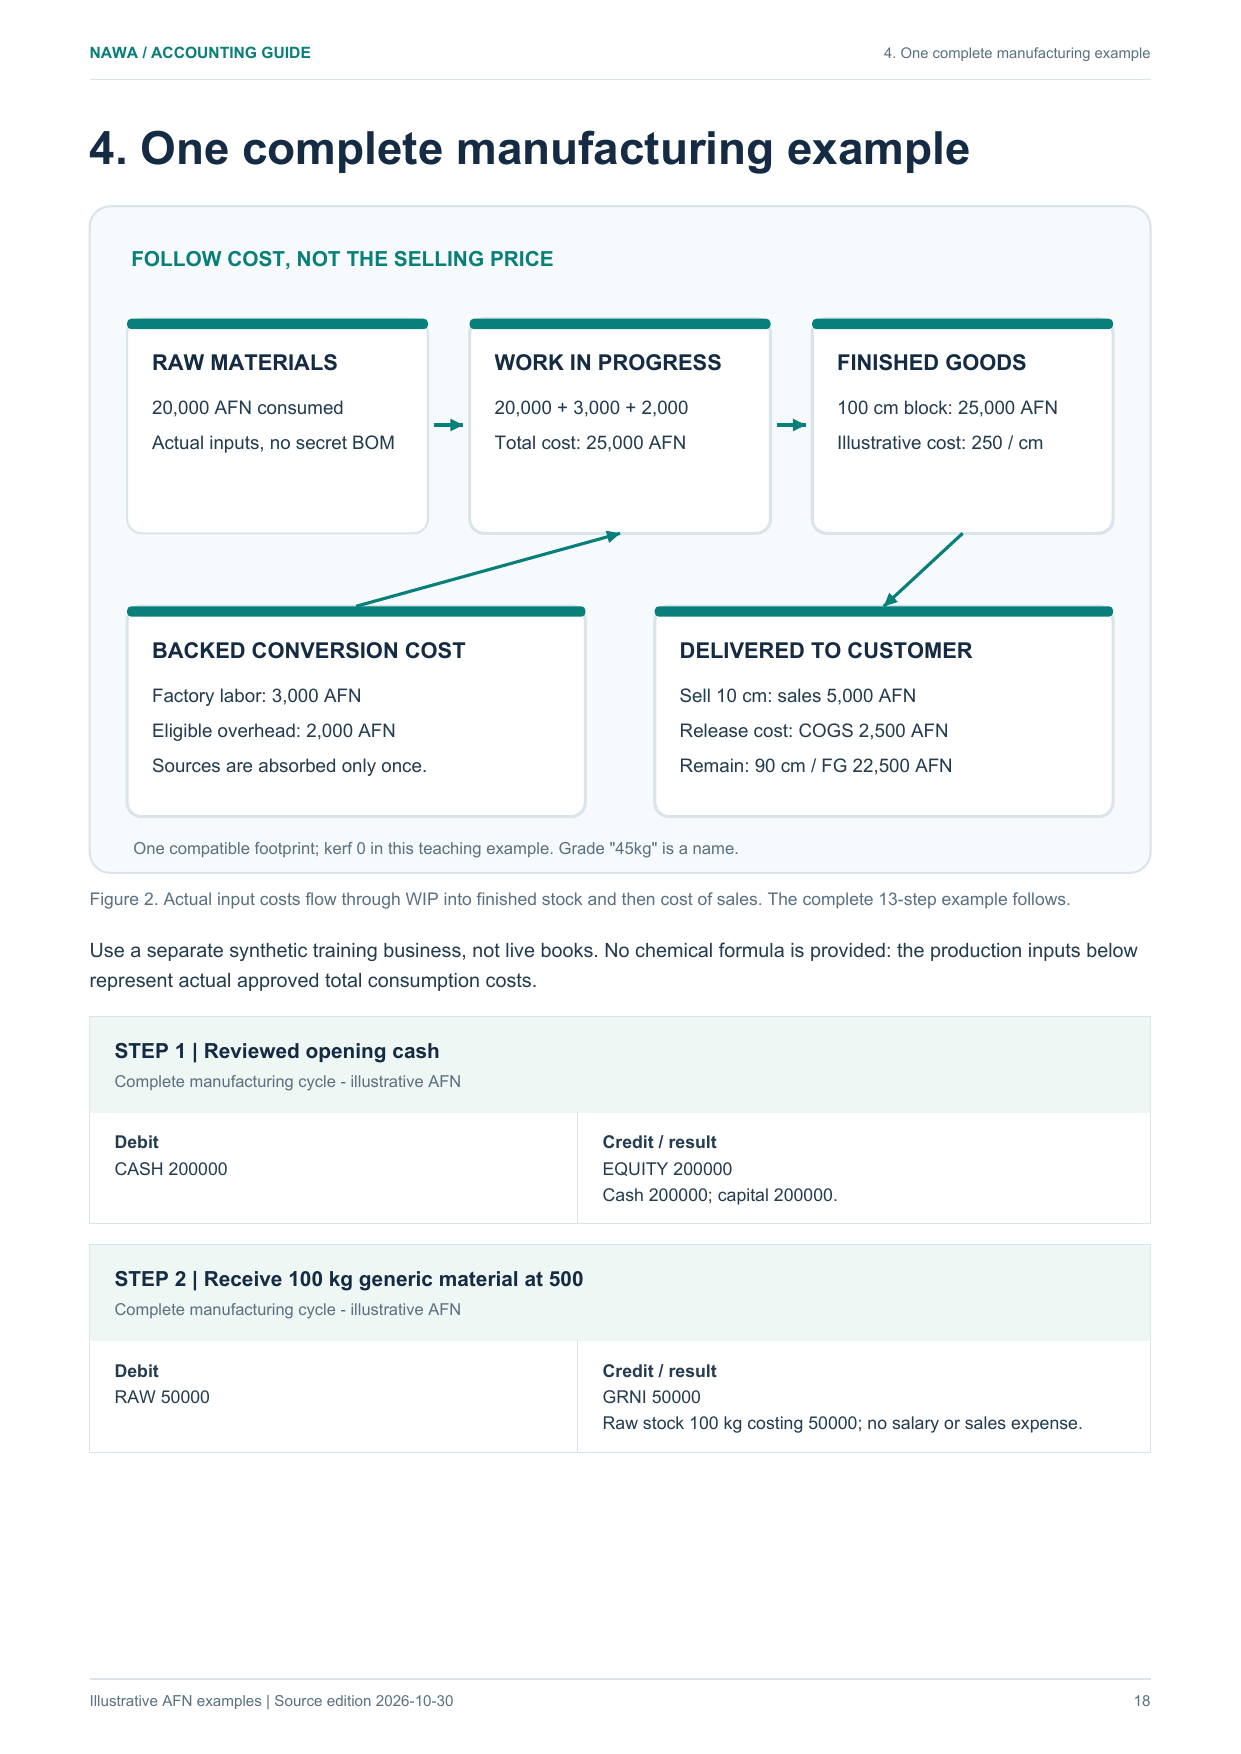 NAWA / ACCOUNTING GUIDE
4. One complete manufacturing example
4. One complete manufacturing example
FOLLOW COST, NOT THE SELLING PRICE
RAW MATERIALS
20,000 AFN consumed
Actual inputs, no secret BOM
WORK IN PROGRESS
20,000 + 3,000 + 2,000
Total cost: 25,000 AFN
FINISHED GOODS
100 cm block: 25,000 AFN
Illustrative cost: 250 / cm
BACKED CONVERSION COST
Factory labor: 3,000 AFN
Eligible overhead: 2,000 AFN
Sources are absorbed only once.
DELIVERED TO CUSTOMER
Sell 10 cm: sales 5,000 AFN
Release cost: COGS 2,500 AFN
Remain: 90 cm / FG 22,500 AFN
One compatible footprint; kerf 0 in this teaching example. Grade "45kg" is a name.
Figure 2. Actual input costs flow through WIP into finished stock and then cost of sales. The complete 13-step example follows.
Use a separate synthetic training business, not live books. No chemical formula is provided: the production inputs below
represent actual approved total consumption costs.
STEP 1 | Reviewed opening cash
Complete manufacturing cycle - illustrative AFN
Debit
CASH 200000
Credit / result
EQUITY 200000
Cash 200000; capital 200000.
STEP 2 | Receive 100 kg generic material at 500
Complete manufacturing cycle - illustrative AFN
Debit
RAW 50000
Credit / result
GRNI 50000
Raw stock 100 kg costing 50000; no salary or sales expense.
Illustrative AFN examples | Source edition 2026-10-30
18